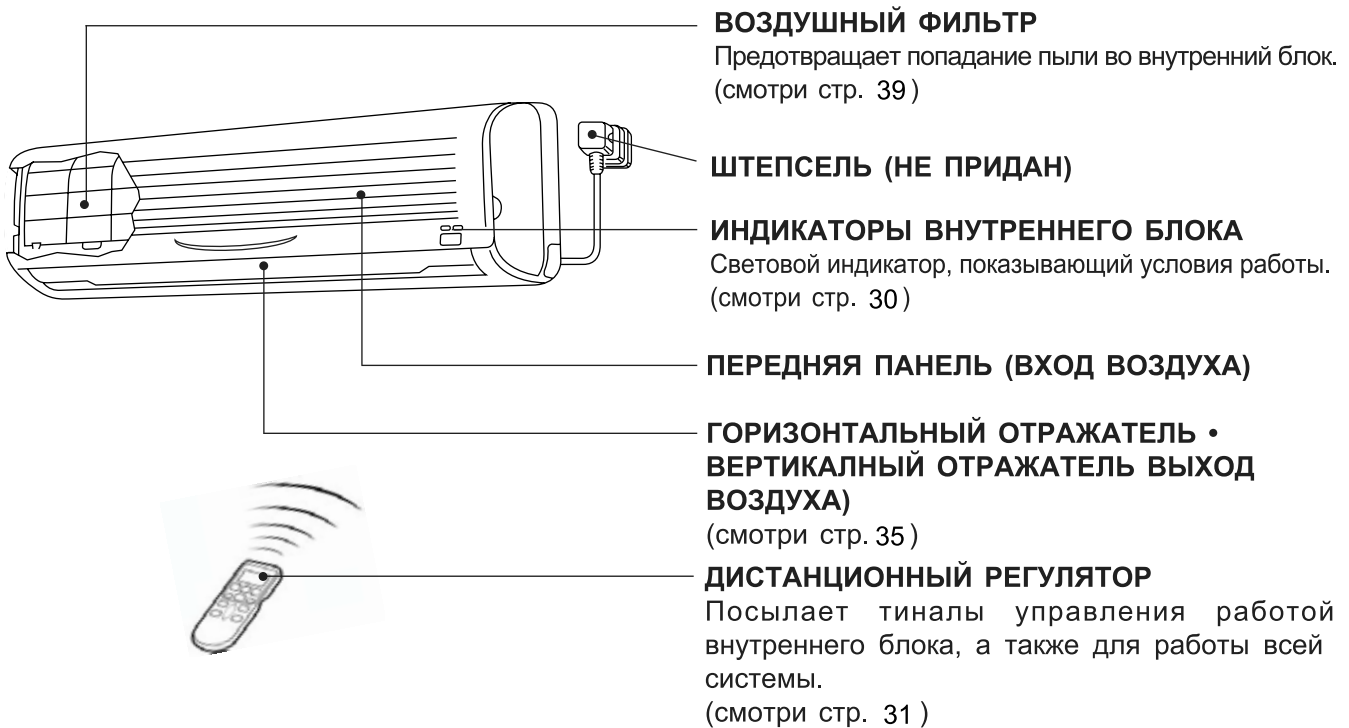 ВОЗДУШНЫЙ ФИЛЬТР
Предотвращает попадание пыли во внутренний блок.
(смотри стр. 39)
ШТЕПСЕЛЬ (НЕ ПРИДАН)
ИНДИКАТОРЫ ВНУТРЕННЕГО БЛОКА
Световой индикатор, показывающий условия работы.
(смотри стр. 30)
ПЕРЕДНЯЯ ПАНЕЛЬ (ВХОД ВОЗДУХА)
ГОРИЗОНТАЛЬНЫЙ ОТРАЖАТЕЛЬ •
ВЕРТИКАЛНЫЙ ОТРАЖАТЕЛЬ ВЫХОД
ВОЗДУХА)
(смотри стр. 35)
ДИСТАНЦИОННЫЙ РЕГУЛЯТОР
Посылает тиналы управления работой
внутреннего блока, а также для работы всей
системы.
(смотри стр. 31)